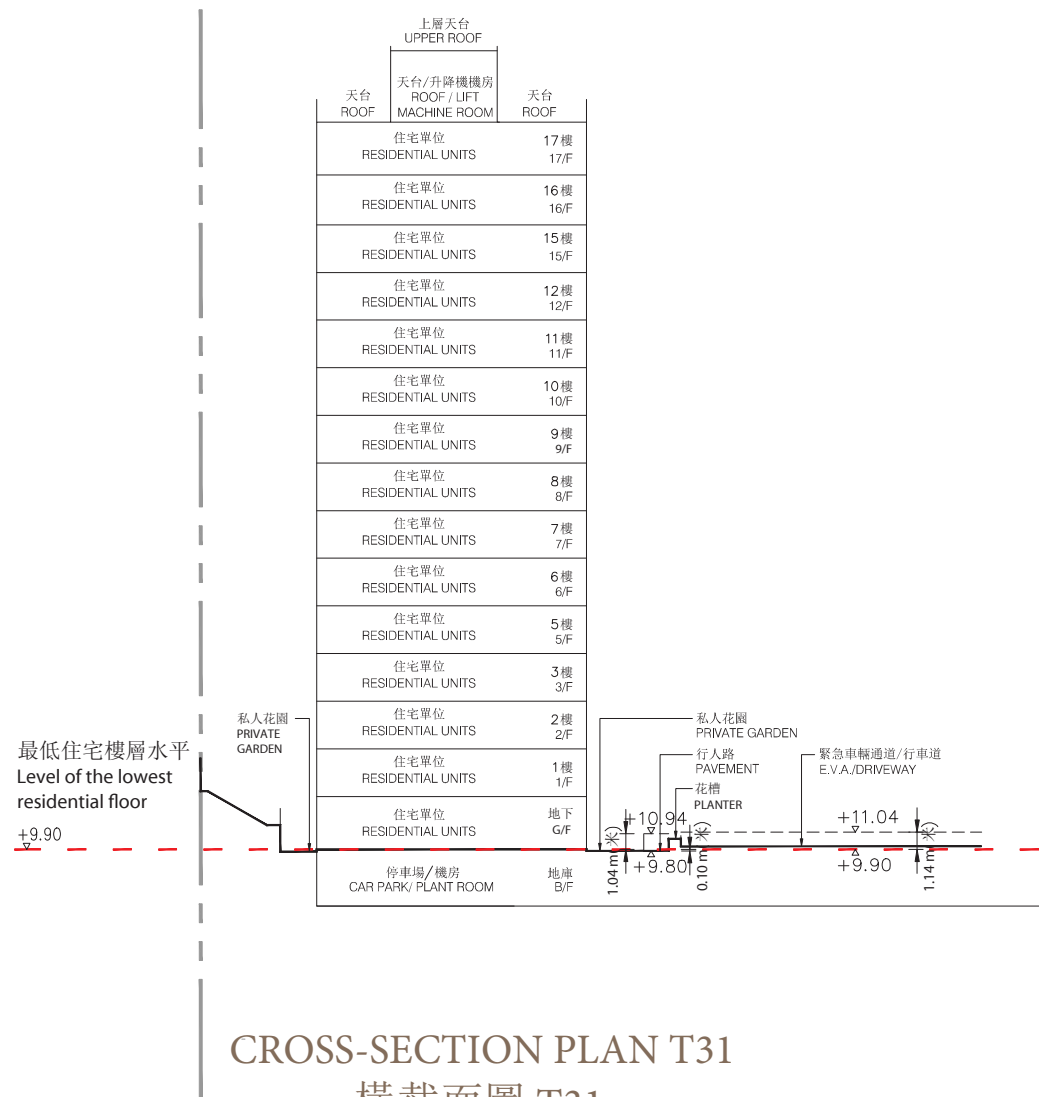 上層天台
UPPER ROOF
天台/升降機機房
ROOF / LIFT
MACHINE ROOM
天台
ROOF
天台
ROOF
住宅單位
RESIDENTIAL UNITS
17樓
17/F
住宅單位
RESIDENTIAL UNITS
16樓
16/F
住宅單位
RESIDENTIAL UNITS
15樓
15/F
住宅單位
RESIDENTIAL UNITS
12樓
12/F
住宅單位
RESIDENTIAL UNITS
11樓
11/F
住宅單位
RESIDENTIAL UNITS
10樓
10/F
住宅單位
RESIDENTIAL UNITS
9樓
9/F
住宅單位
RESIDENTIAL UNITS
8樓
8/F
住宅單位
RESIDENTIAL UNITS
7樓
7/F
住宅單位
RESIDENTIAL UNITS
6樓
6/F
住宅單位
RESIDENTIAL UNITS
5樓
5/F
住宅單位
RESIDENTIAL UNITS
3樓
3/F
住宅單位
RESIDENTIAL UNITS
2樓
2/F
住宅單位
RESIDENTIAL UNITS
1樓
1/F
住宅單位
RESIDENTIAL UNITS
地下
G/F
停車場/機房
CAR PARK/ PLANT ROOM
地庫
B/F
私人花園
PRIVATE
GARDEN
最低住宅樓層水平
Level of the lowest
residential floor
+9.90
私人花園
PRIVATE GARDEN
行人路
PAVEMENT
花槽
PLANTER
緊急車輛通道/行車道
E.V.A./DRIVEWAY
+10.94
+9.80
1.04 m(米)
0.10 m(米)
+11.04
+9.90
1.14 m(米)
CROSS-SECTION PLAN T31
橫截面圖 T31